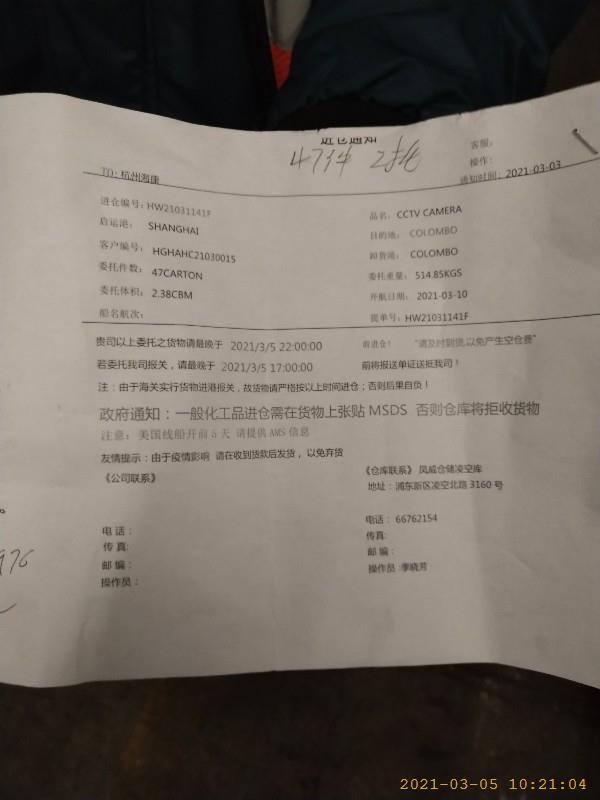 进仓通知
47件 2托
客服：
操作：
TO: 杭州海康
通知时间：2021-03-03
进仓编号：HW21031141F
品名：CCTV CAMERA
启运港： SHANGHAI
目的地： COLOMBO
客户编号： HGHAHC21030015
卸货港： COLOMBO
委托件数： 47CARTON
委托重量： 514.85KGS
委托体积： 2.38CBM
开航日期： 2021-03-10
船名航次：
提单号：HW21031141F
贵司以上委托之货物请最晚于 2021/3/5 22:00:00 前进仓！ "请及时到货,以免产生空仓费"
若委托我司报关，请最晚于 2021/3/5 17:00:00 前将报送单证送抵我司！
注：由于海关实行货物进港报关，故货物请严格按以上时间进仓；否则后果自负！
政府通知：一般化工品进仓需在货物上张贴 MSDS 否则仓库将拒收货物
注意：美国线船开前 5 天 请提供 AMS 信息
友情提示：由于疫情影响 请在收到货款后发货，以免弃货
《公司联系》
《仓库联系》 凤威仓储凌空库
地址：浦东新区凌空北路 3160 号
电话：
电话： 66762154
传真：
传真：
邮编：
邮编：
操作员：
操作员 :季晓芳
976
2021-03-05 10:21:04